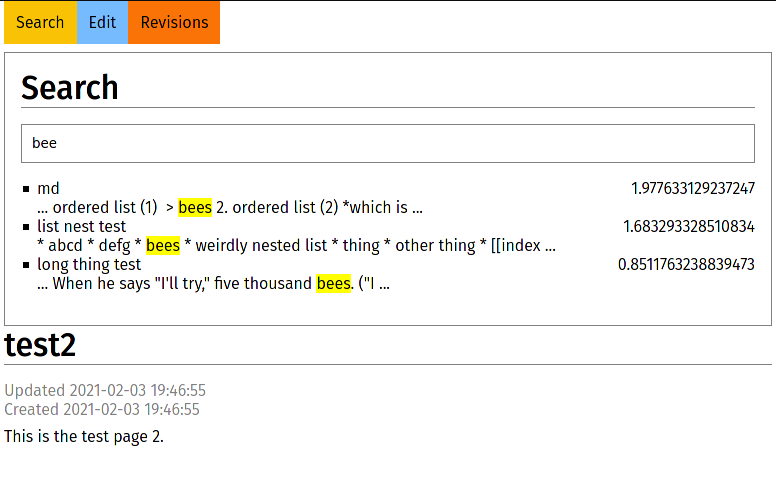 Search Edit Revisions
Search
bee
md 1.977633129237247
... ordered list (1) > bees 2. ordered list (2) *which is ...
list nest test 1.683293328510834
* abcd * defg * bees * weirdly nested list * thing * other thing * [[index ...
long thing test 0.8511763238839473
... When he says "I'll try," five thousand bees. ("I ...
test2
Updated 2021-02-03 19:46:55
Created 2021-02-03 19:46:55
This is the test page 2.